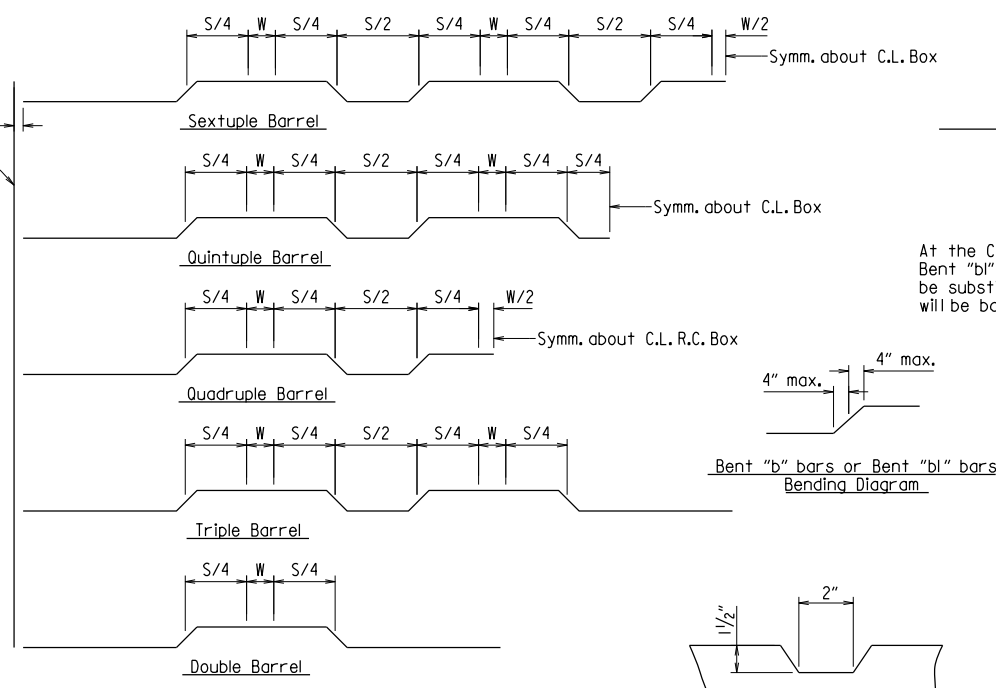 S/4 W S/4 S/2 S/4 W S/4 S/2 S/4 W/2
Symm. about C.L. Box
Sextuple Barrel
S/4 W S/4 S/2 S/4 W S/4 S/4
Symm. about C.L. Box
Quintuple Barrel
At the C
Bent "bl"
be subst
will be
S/4 W S/4 S/2 S/4 W/2
Symm. about C.L. R.C. Box
Quadruple Barrel
4" max.
4" max.
Bent "b" bars or Bent "bl" bars
Bending Diagram
S/4 W S/4 S/2 S/4 W S/4
Triple Barrel
S/4 W S/4
Double Barrel
2"
1½"